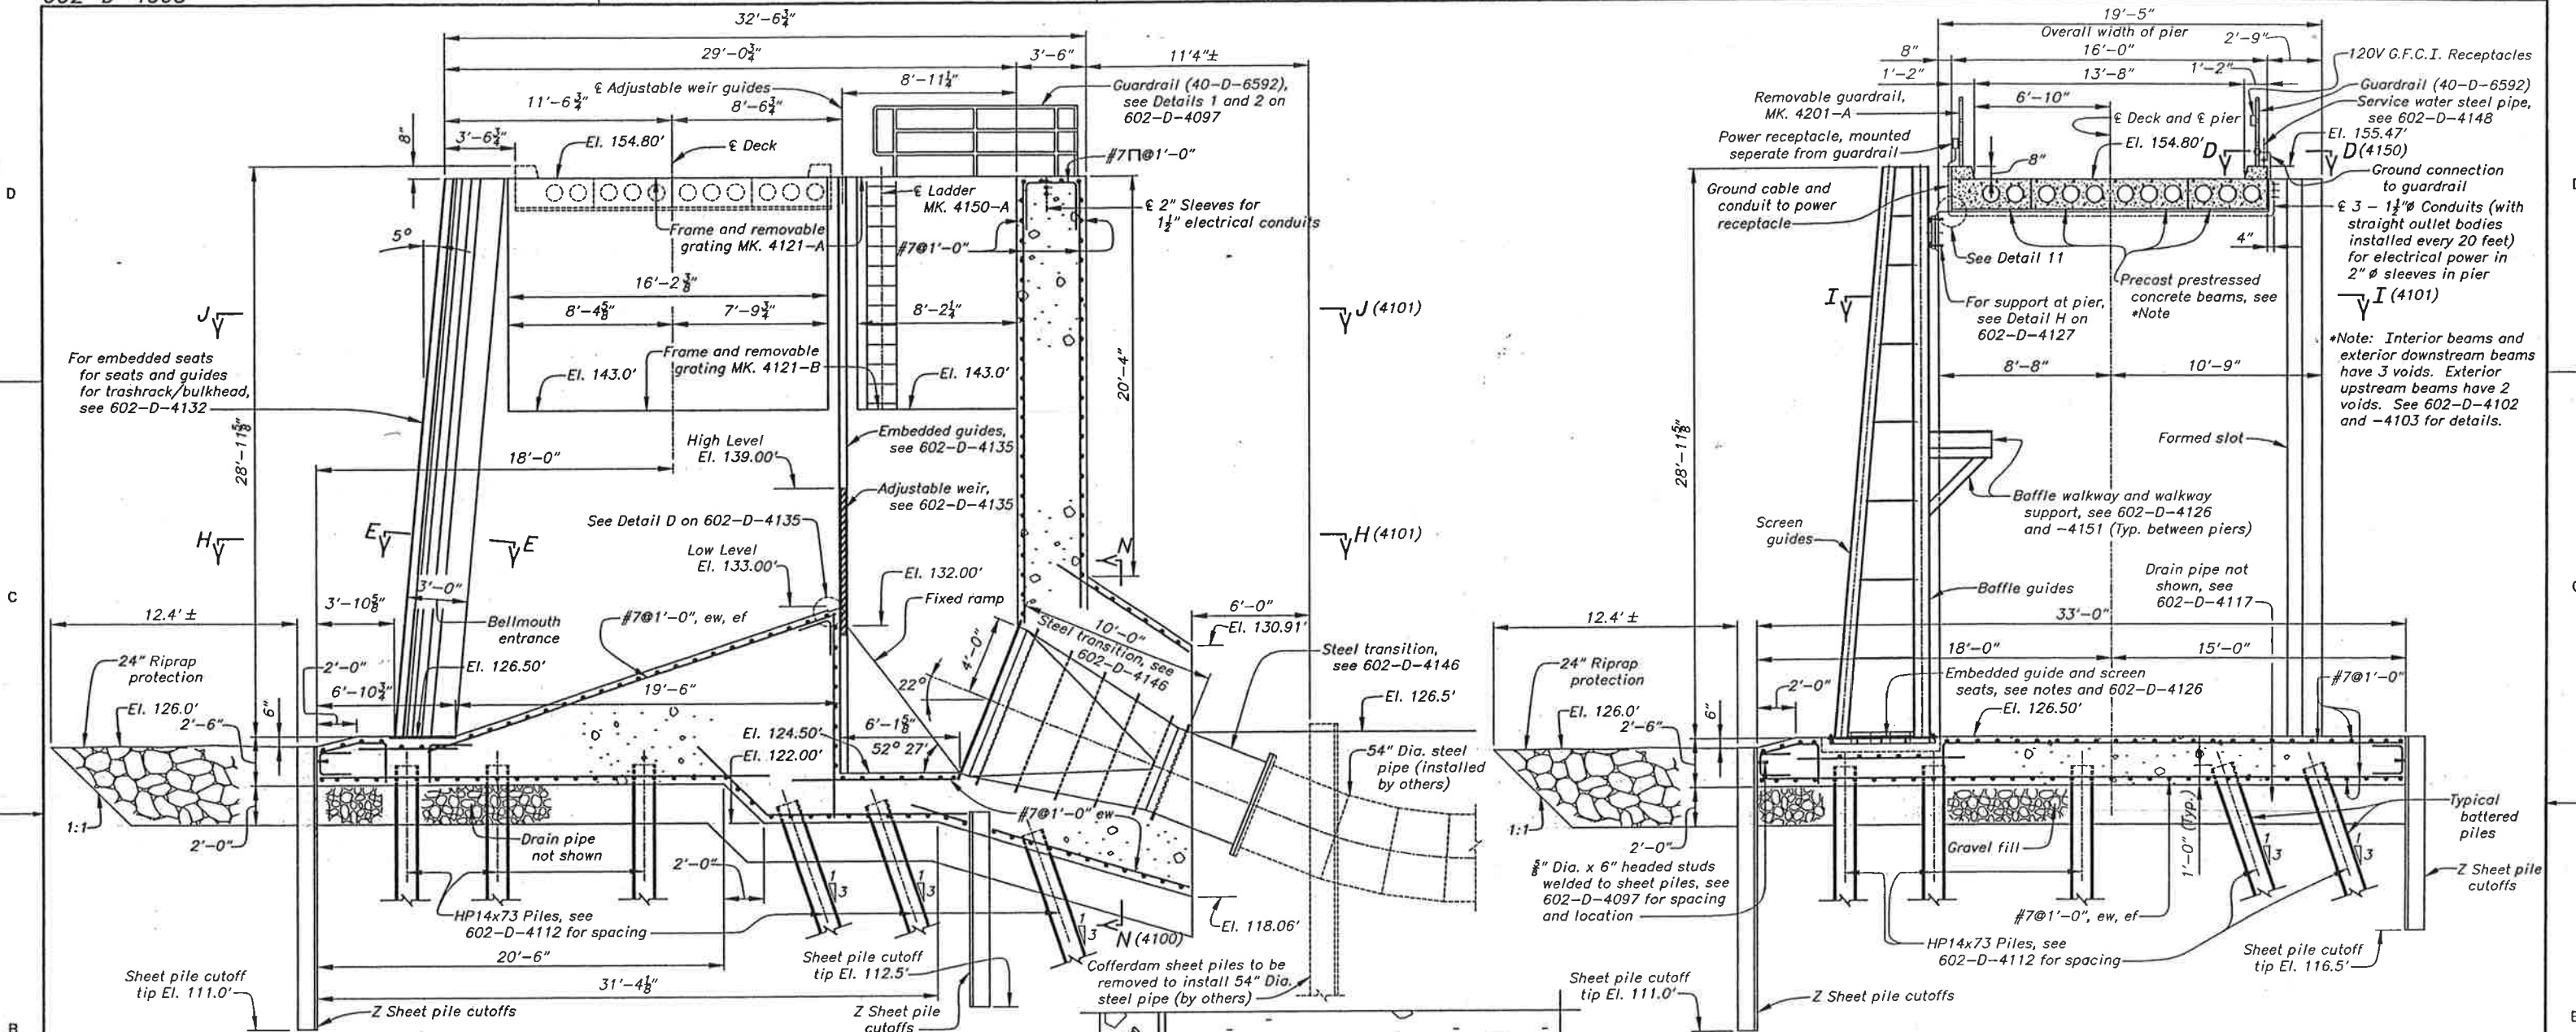 32'-6¾"
29'-0¾"
3'-6"
11'4"±
℄ Adjustable weir guides
8'-11¼"
Guardrail (40-D-6592),
see Details 1 and 2 on
602-D-4097
11'-6¾"
8'-6¾"
3'-6¾"
8"
El. 154.80'
℄ Deck
#7⊓@1'-0"
℄ Ladder
MK. 4150-A
℄ 2" Sleeves for
1½" electrical conduits
Frame and removable
grating MK. 4121-A
#7@1'-0"
5°
16'-2⅜"
8'-4⅝"
7'-9¾"
8'-2¼"
J
J (4101)
For embedded seats
for seats and guides
for trashrack/bulkhead,
see 602-D-4132
Frame and removable
grating MK. 4121-B
El. 143.0'
El. 143.0'
20'-4"
28'-11⅝"
High Level
El. 139.00'
Embedded guides,
see 602-D-4135
18'-0"
Adjustable weir,
see 602-D-4135
See Detail D on 602-D-4135
H
E
E
H (4101)
Low Level
El. 133.00'
N
El. 132.00'
Fixed ramp
3'-0"
3'-10⅝"
12.4' ±
Bellmouth
entrance
#7@1'-0", ew, ef
6'-0"
El. 130.91'
4'-0"
10'-0"
Steel transition, see
602-D-4146
Steel transition,
see 602-D-4146
24" Riprap
protection
2'-0"
El. 126.50'
6'-10¾"
19'-6"
22°
El. 126.5'
El. 126.0'
2'-6"
6"
6'-1⅝"
El. 124.50'
52° 27'
El. 122.00'
54" Dia. steel
pipe (installed
by others)
#7@1'-0" ew
1:1
2'-0"
Drain pipe
not shown
2'-0"
1
3
1
3
1
3
HP14x73 Piles, see
602-D-4112 for spacing
El. 118.06'
N (4100)
20'-6"
Sheet pile cutoff
tip El. 112.5'
Cofferdam sheet piles to be
removed to install 54" Dia.
steel pipe (by others)
Sheet pile cutoff
tip El. 111.0'
31'-4⅛"
Z Sheet pile cutoffs
Z Sheet pile
cutoffs
19'-5"
Overall width of pier
2'-9"
8"
16'-0"
120V G.F.C.I. Receptacles
1'-2"
13'-8"
1'-2"
Guardrail (40-D-6592)
Removable guardrail,
MK. 4201-A
6'-10"
Service water steel pipe,
see 602-D-4148
Power receptacle, mounted
seperate from guardrail
℄ Deck and ℄ pier
El. 155.47'
8"
El. 154.80'
D
D (4150)
Ground cable and
conduit to power
receptacle
Ground connection
to guardrail
℄ 3 - 1½"ø Conduits (with
straight outlet bodies
installed every 20 feet)
for electrical power in
2" ø sleeves in pier
4"
See Detail 11
Precast prestressed
concrete beams, see
*Note
I
I (4101)
For support at pier,
see Detail H on
602-D-4127
*Note: Interior beams and
exterior downstream beams
have 3 voids. Exterior
upstream beams have 2
voids. See 602-D-4102
and -4103 for details.
8'-8"
10'-9"
28'-11⅝"
Formed slot
Baffle walkway and walkway
support, see 602-D-4126
and -4151 (Typ. between piers)
Screen
guides
Baffle guides
Drain pipe not
shown, see
602-D-4117
12.4' ±
33'-0"
18'-0"
15'-0"
24" Riprap
protection
2'-0"
Embedded guide and screen
seats, see notes and 602-D-4126
#7@1'-0"
El. 126.0'
2'-6"
6"
El. 126.50'
1:1
2'-0"
Gravel fill
1'-0" (Typ.)
Typical
battered
piles
⅝" Dia. x 6" headed studs
welded to sheet piles, see
602-D-4097 for spacing
and location
1
3
1
3
Z Sheet pile
cutoffs
#7@1'-0", ew, ef
HP14x73 Piles, see
602-D-4112 for spacing
Sheet pile cutoff
tip El. 116.5'
Sheet pile cutoff
tip El. 111.0'
Z Sheet pile cutoffs
D
C
B